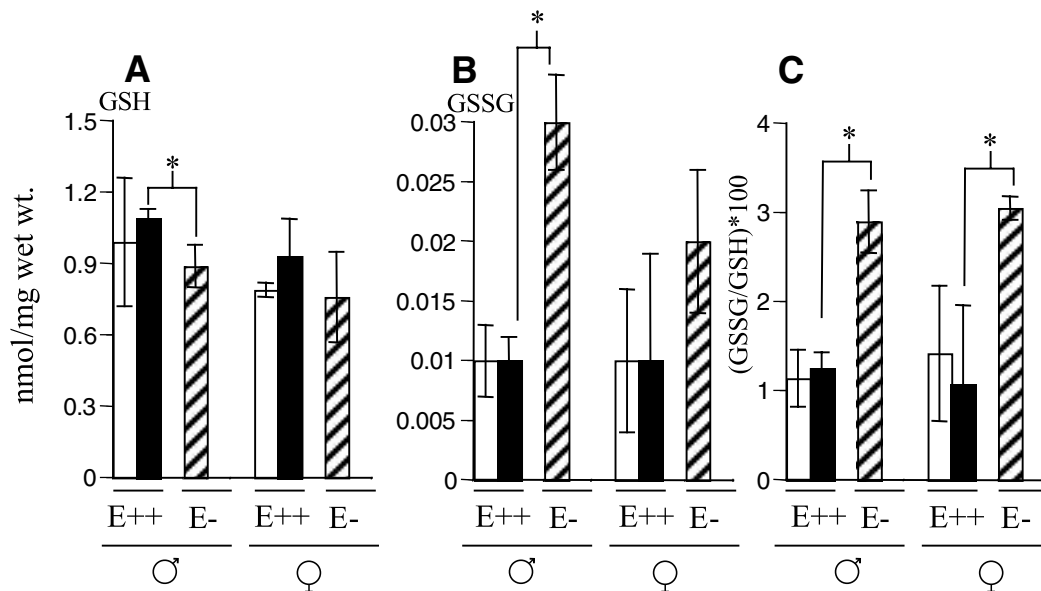 A
GSH
nmol/mg wet wt.
1.5
1.2
0.9
0.6
0.3
0
*
E++ E- E++ E-
♂ ♀
B
GSSG
0.03
0.025
0.02
0.015
0.01
0.005
0
*
E++ E- E++ E-
♂ ♀
C
(GSSG/GSH)*100
4
3
2
1
0
* *
E++ E- E++ E-
♂ ♀